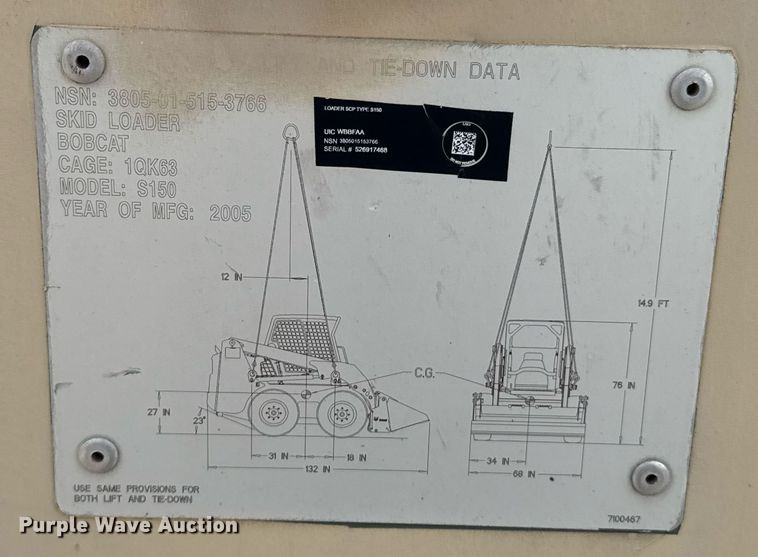 AND TIE-DOWN DATA
NSN: 3805-01-515-3766
SKID LOADER
BOBCAT
CAGE: 1QK63
MODEL: S150
YEAR OF MFG: 2005
LOADER SCP TYPE S150
UIC WBBFAA
NSN 3805015153766
SERIAL # 526917468
12 IN
14.9 FT
C.G.
76 IN
27 IN
23°
31 IN
18 IN
132 IN
34 IN
68 IN
USE SAME PROVISIONS FOR
BOTH LIFT AND TIE-DOWN
7100467
Purple Wave Auction